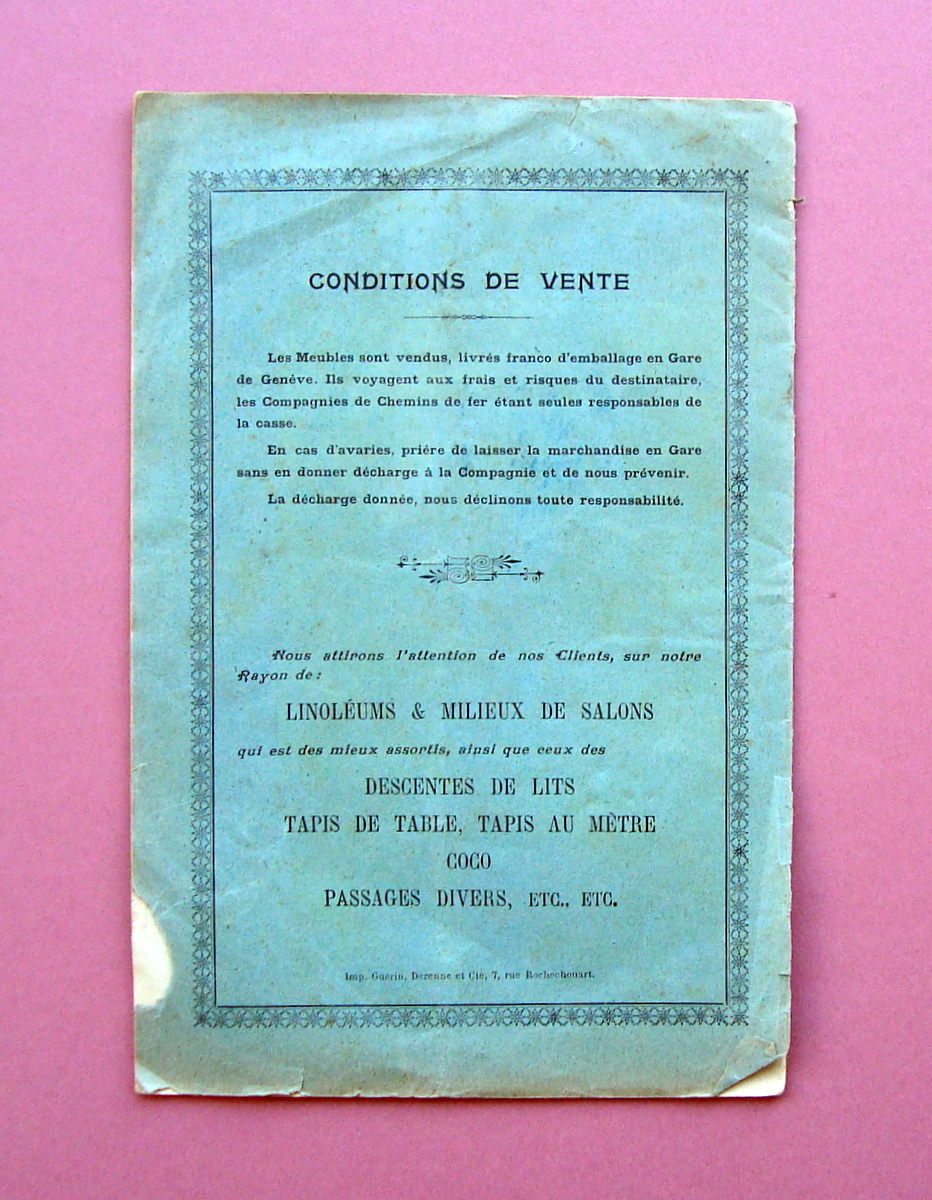 CONDITIONS DE VENTE
Les Meubles sont vendus, livrés franco d'emballage en Gare
de Genève. Ils voyagent aux frais et risques du destinataire,
les Compagnies de Chemins de fer étant seules responsables de
la casse.
En cas d'avaries, prière de laisser la marchandise en Gare
sans en donner décharge à la Compagnie et de nous prévenir.
La décharge donnée, nous déclinons toute responsabilité.
Nous attirons l'attention de nos Clients, sur notre
Rayon de :
LINOLÉUMS & MILIEUX DE SALONS
qui est des mieux assortis, ainsi que ceux des
DESCENTES DE LITS
TAPIS DE TABLE, TAPIS AU MÈTRE
COCO
PASSAGES DIVERS, ETC., ETC.
Imp. Guérin, Derenne et Cie, 7, rue Rochechouart.